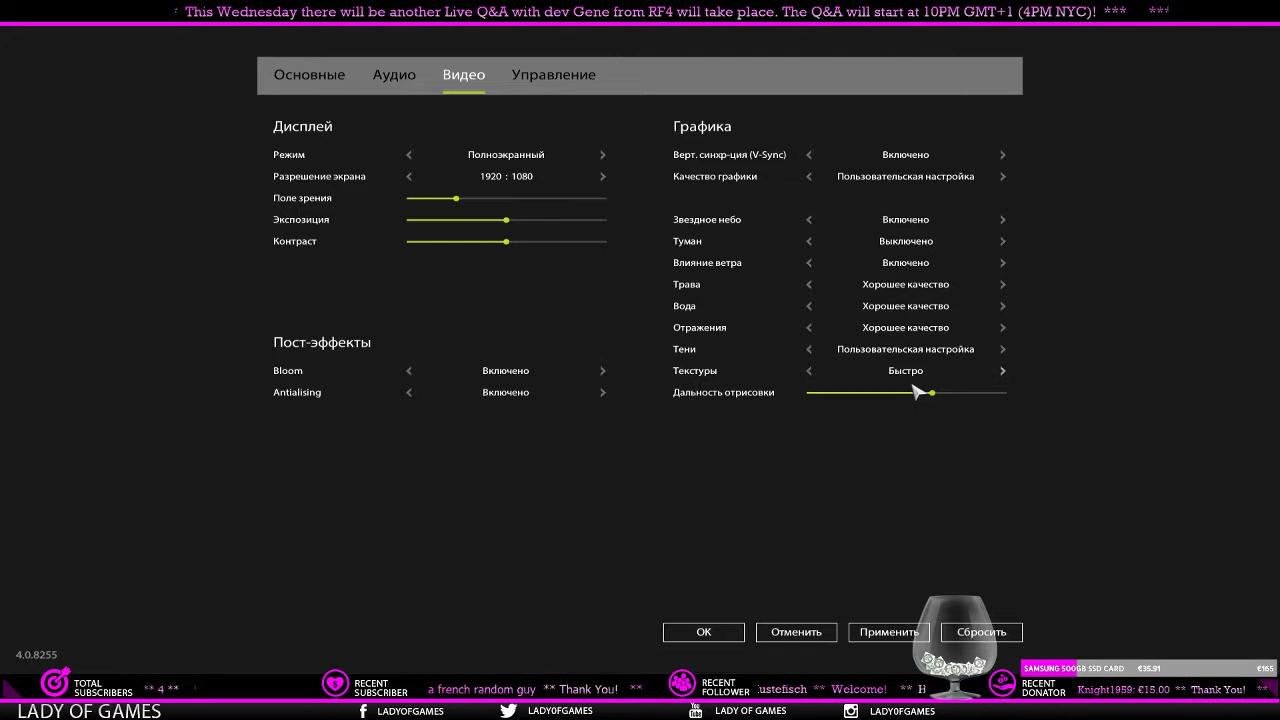 This Wednesday there will be another Live Q&A with dev Gene from RF4 will take place. The Q&A will start at 10PM GMT+1 (4PM NYC)! *** ***
Основные Аудио Видео Управление
Дисплей
Режим Полноэкранный
Разрешение экрана 1920 : 1080
Поле зрения
Экспозиция
Контраст
Пост-эффекты
Bloom Включено
Antialising Включено
Графика
Верт. синхр-ция (V-Sync) Включено
Качество графики Пользовательская настройка
Звездное небо Включено
Туман Выключено
Влияние ветра Включено
Трава Хорошее качество
Вода Хорошее качество
Отражения Хорошее качество
Тени Пользовательская настройка
Текстуры Быстро
Дальность отрисовки
OK Отменить Применить Сбросить
4.0.8255
SAMSUNG 500GB SSD CARD €35.91 €165
TOTAL SUBSCRIBERS ** 4 **
RECENT SUBSCRIBER a french random guy ** Thank You! **
RECENT FOLLOWER ustefisch ** Welcome! ** H
RECENT DONATOR Knight1959: €15.00 ** Thank You! **
LADY OF GAMES LADYOFGAMES LADY0FGAMES LADY OF GAMES LADY0FGAMES